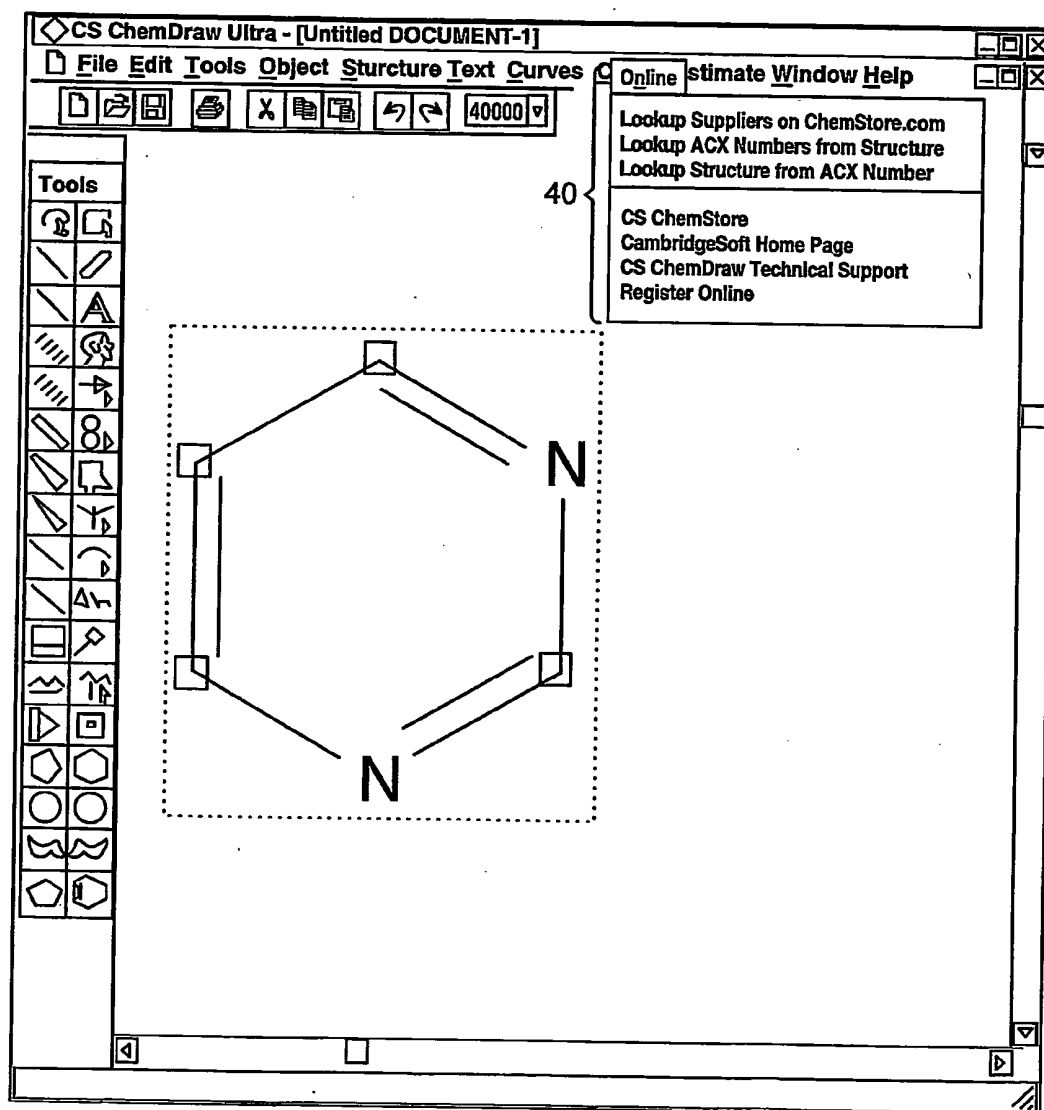 CS ChemDraw Ultra - [Untitled DOCUMENT-1]
File Edit Tools Object Sturcture Text Curves C Online stimate Window Help
40000
Lookup Suppliers on ChemStore.com
Lookup ACX Numbers from Structure
Lookup Structure from ACX Number
40
CS ChemStore
CambridgeSoft Home Page
CS ChemDraw Technical Support
Register Online
Tools
A
8
N
N